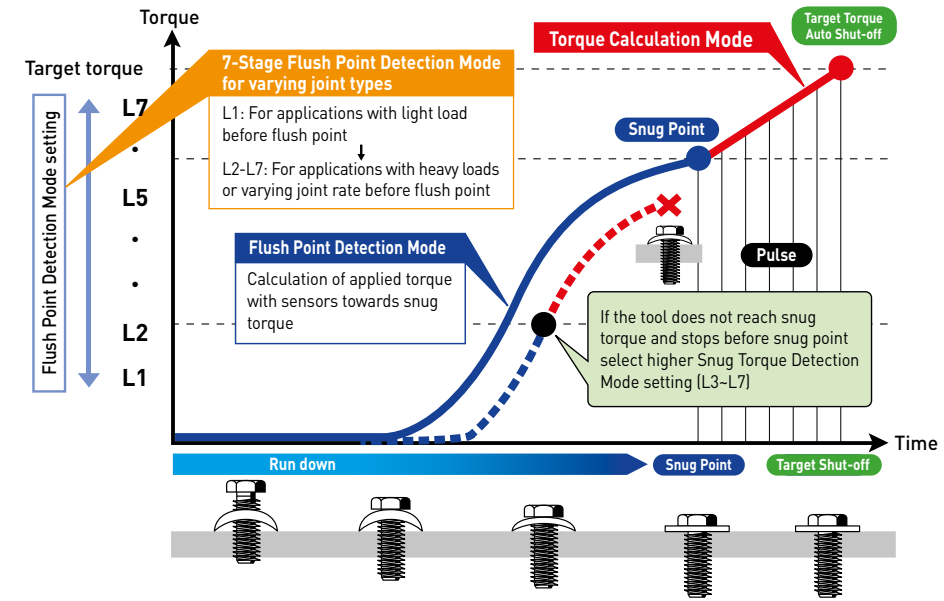 Torque
Target Torque
Auto Shut-off
Torque Calculation Mode
Target torque
7-Stage Flush Point Detection Mode
for varying joint types
L1: For applications with light load
before flush point
L2-L7: For applications with heavy loads
or varying joint rate before flush point
Flush Point Detection Mode setting
L7
L5
L2
L1
Snug Point
Flush Point Detection Mode
Calculation of applied torque
with sensors towards snug
torque
Pulse
If the tool does not reach snug
torque and stops before snug point
select higher Snug Torque Detection
Mode setting (L3~L7)
Time
Run down
Snug Point
Target Shut-off